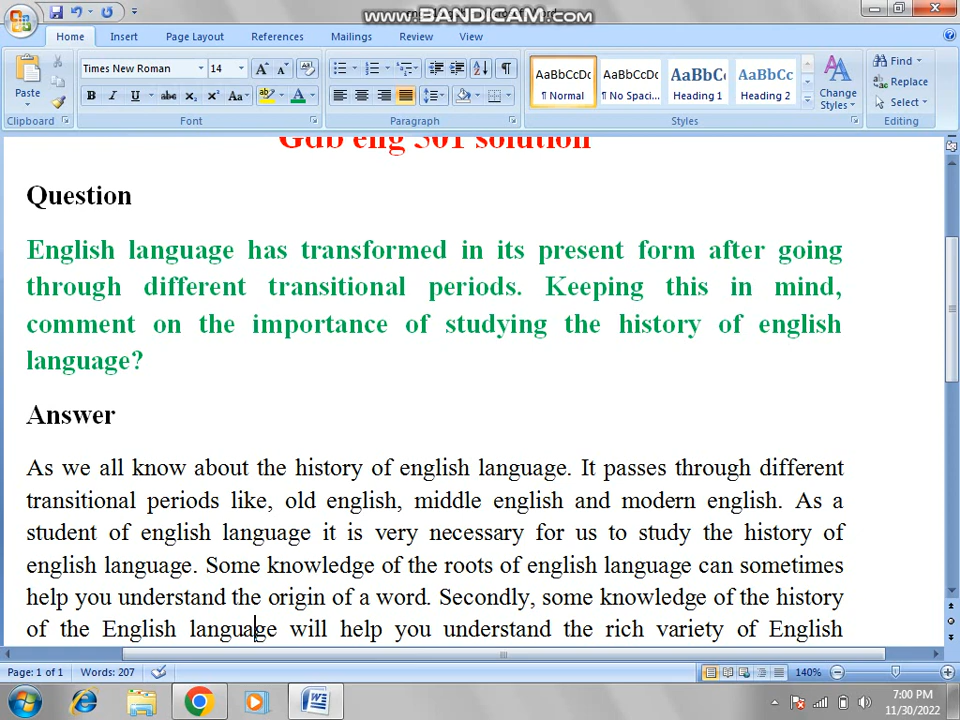 www.BANDICAM.com
Home Insert Page Layout References Mailings Review View
Times New Roman 14
Paste
B I U abc X₂ X² Aa
AaBbCcDc AaBbCcDc AaBbC AaBbCc
¶ Normal ¶ No Spaci... Heading 1 Heading 2
Change Styles
Find
Replace
Select
Clipboard Font Paragraph Styles Editing
Gdb eng 501 solution
Question
English language has transformed in its present form after going
through different transitional periods. Keeping this in mind,
comment on the importance of studying the history of english
language?
Answer
As we all know about the history of english language. It passes through different
transitional periods like, old english, middle english and modern english. As a
student of english language it is very necessary for us to study the history of
english language. Some knowledge of the roots of english language can sometimes
help you understand the origin of a word. Secondly, some knowledge of the history
of the English language will help you understand the rich variety of English
Page: 1 of 1 Words: 207 140%
7:00 PM
11/30/2022